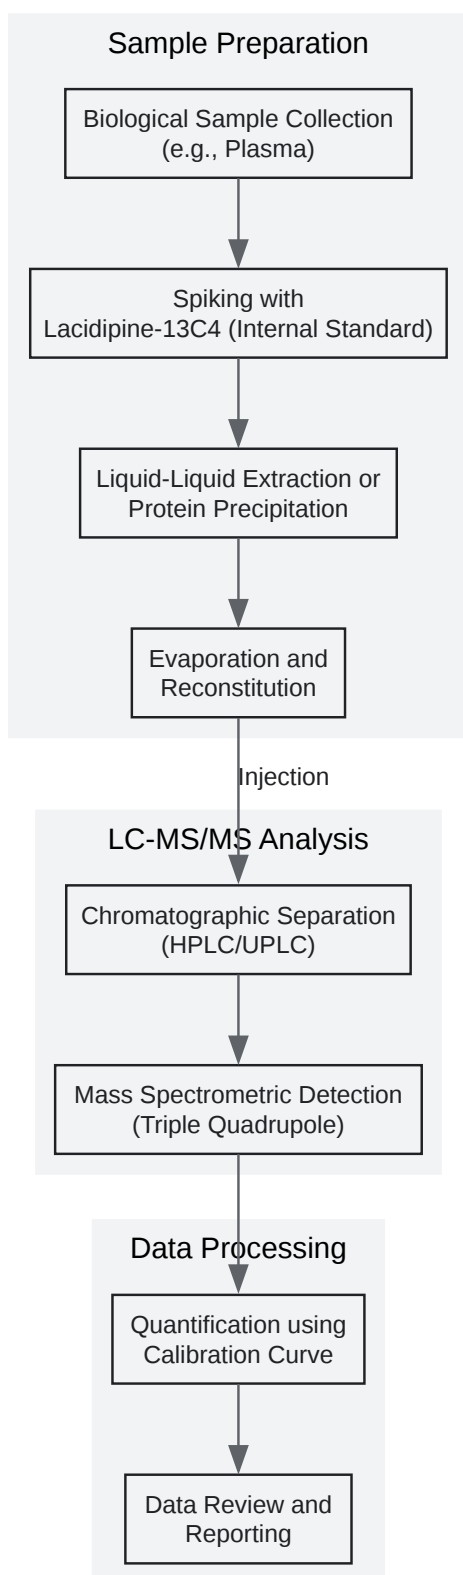 Sample Preparation
Biological Sample Collection
(e.g., Plasma)
Spiking with
Lacidipine-13C4 (Internal Standard)
Liquid-Liquid Extraction or
Protein Precipitation
Evaporation and
Reconstitution
Injection
LC-MS/MS Analysis
Chromatographic Separation
(HPLC/UPLC)
Mass Spectrometric Detection
(Triple Quadrupole)
Data Processing
Quantification using
Calibration Curve
Data Review and
Reporting